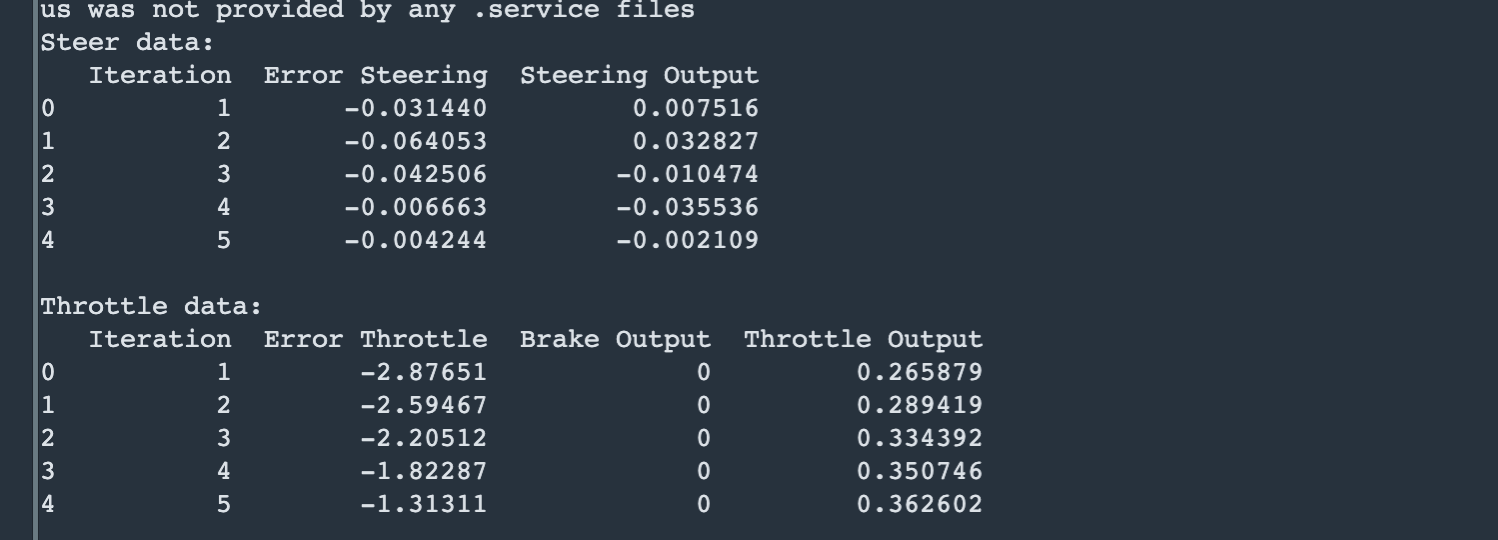 us was not provided by any .service files
Steer data:
   Iteration  Error Steering  Steering Output
0          1       -0.031440         0.007516
1          2       -0.064053         0.032827
2          3       -0.042506        -0.010474
3          4       -0.006663        -0.035536
4          5       -0.004244        -0.002109

Throttle data:
   Iteration  Error Throttle  Brake Output  Throttle Output
0          1        -2.87651             0         0.265879
1          2        -2.59467             0         0.289419
2          3        -2.20512             0         0.334392
3          4        -1.82287             0         0.350746
4          5        -1.31311             0         0.362602